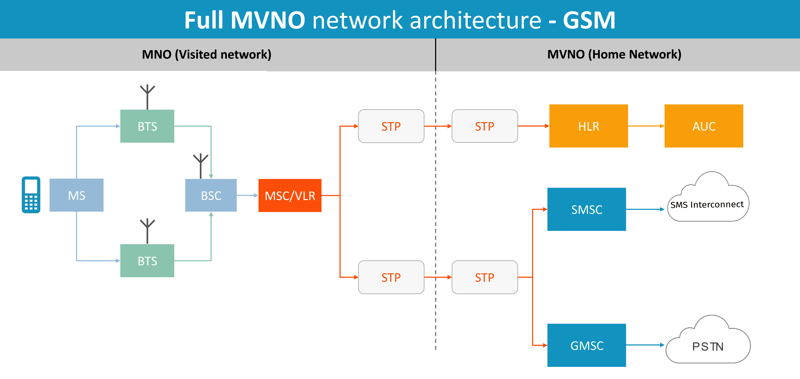 Full MVNO network architecture - GSM
MNO (Visited network)
MVNO (Home Network)
BTS
STP
STP
HLR
AUC
MS
BSC
MSC/VLR
SMSC
SMS Interconnect
BTS
STP
STP
GMSC
PSTN